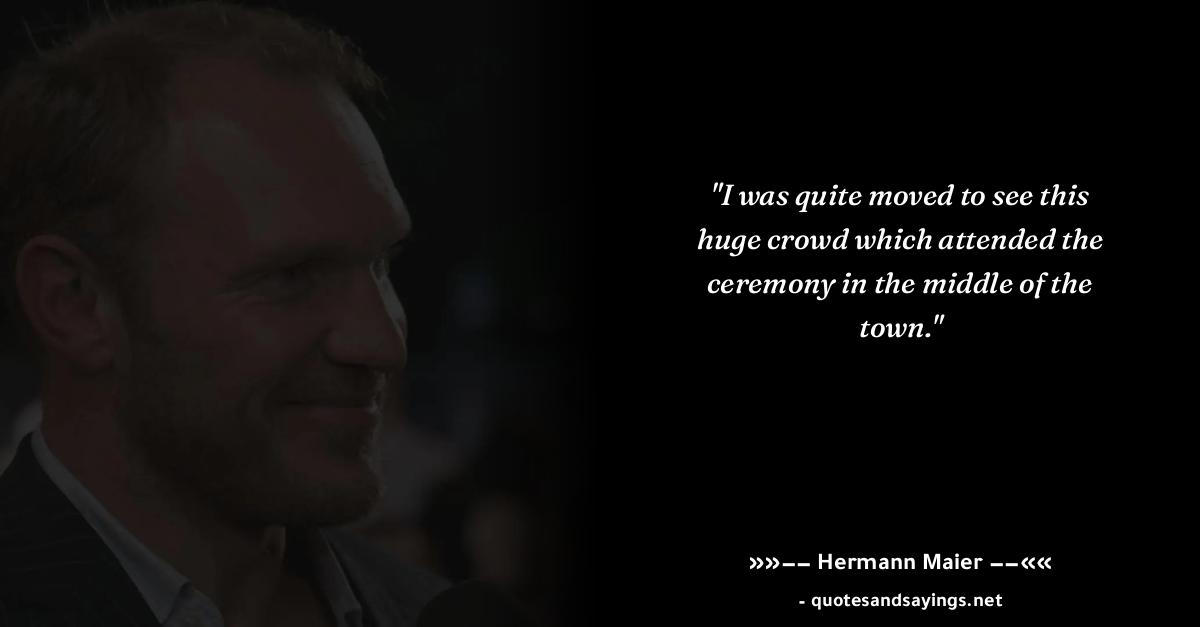 "I was quite moved to see this
huge crowd which attended the
ceremony in the middle of the
town."
»»−− Hermann Maier −−««
- quotesandsayings.net